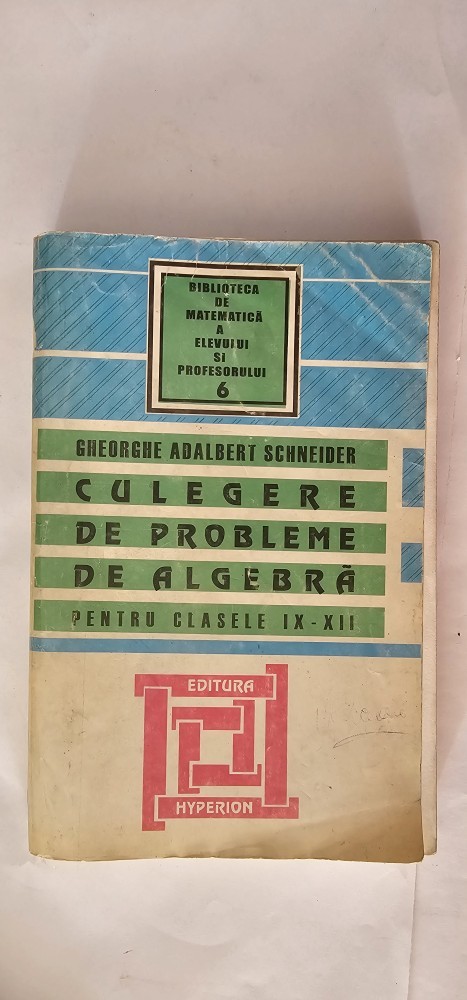 BIBLIOTECA
DE
MATEMATICĂ
A
ELEVULUI
SI
PROFESORULUI
6
GHEORGHE ADALBERT SCHNEIDER
CULEGERE
DE PROBLEME
DE ALGEBRĂ
PENTRU CLASELE IX-XII
EDITURA
HYPERION